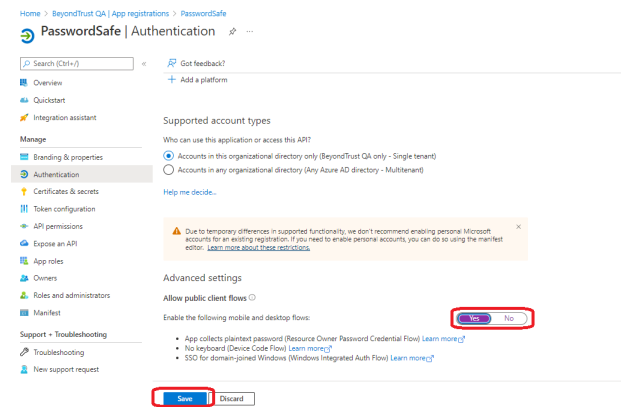 Home > BeyondTrust QA | App registrations > PasswordSafe
PasswordSafe | Authentication
Search (Ctrl+/)
Got feedback?
Overview
Add a platform
Quickstart
Integration assistant
Manage
Branding & properties
Authentication
Certificates & secrets
Token configuration
API permissions
Expose an API
App roles
Owners
Roles and administrators
Manifest
Support + Troubleshooting
Troubleshooting
New support request
Supported account types
Who can use this application or access this API?
Accounts in this organizational directory only (BeyondTrust QA only - Single tenant)
Accounts in any organizational directory (Any Azure AD directory - Multitenant)
Help me decide...
Due to temporary differences in supported functionality, we don't recommend enabling personal Microsoft
accounts for an existing registration. If you need to enable personal accounts, you can do so using the manifest
editor. Learn more about these restrictions.
Advanced settings
Allow public client flows
Enable the following mobile and desktop flows:
Yes No
App collects plaintext password (Resource Owner Password Credential Flow) Learn more
No keyboard (Device Code Flow) Learn more
SSO for domain-joined Windows (Windows Integrated Auth Flow) Learn more
Save Discard